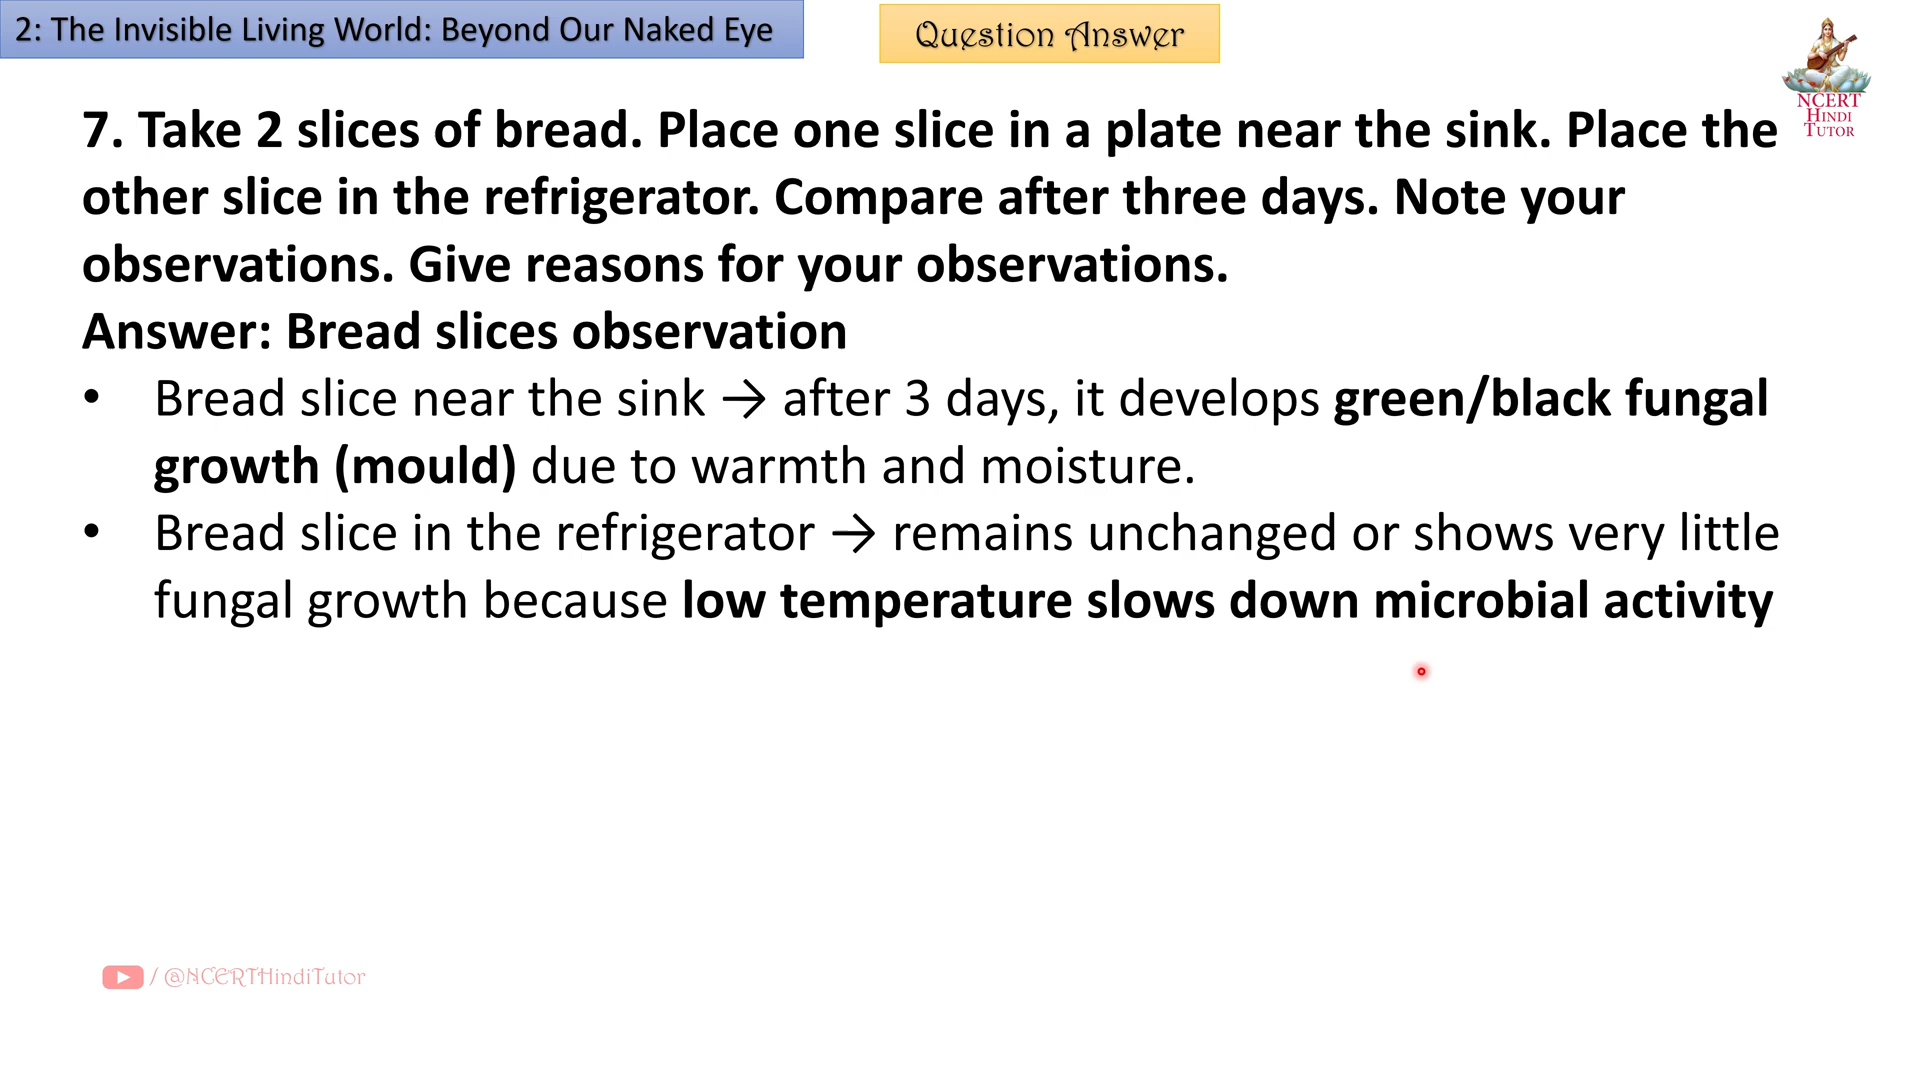 2: The Invisible Living World: Beyond Our Naked Eye
Question Answer
NCERT
HINDI
TUTOR
7. Take 2 slices of bread. Place one slice in a plate near the sink. Place the
other slice in the refrigerator. Compare after three days. Note your
observations. Give reasons for your observations.
Answer: Bread slices observation
• Bread slice near the sink → after 3 days, it develops green/black fungal
growth (mould) due to warmth and moisture.
• Bread slice in the refrigerator → remains unchanged or shows very little
fungal growth because low temperature slows down microbial activity
/ @NCERTHindiTutor